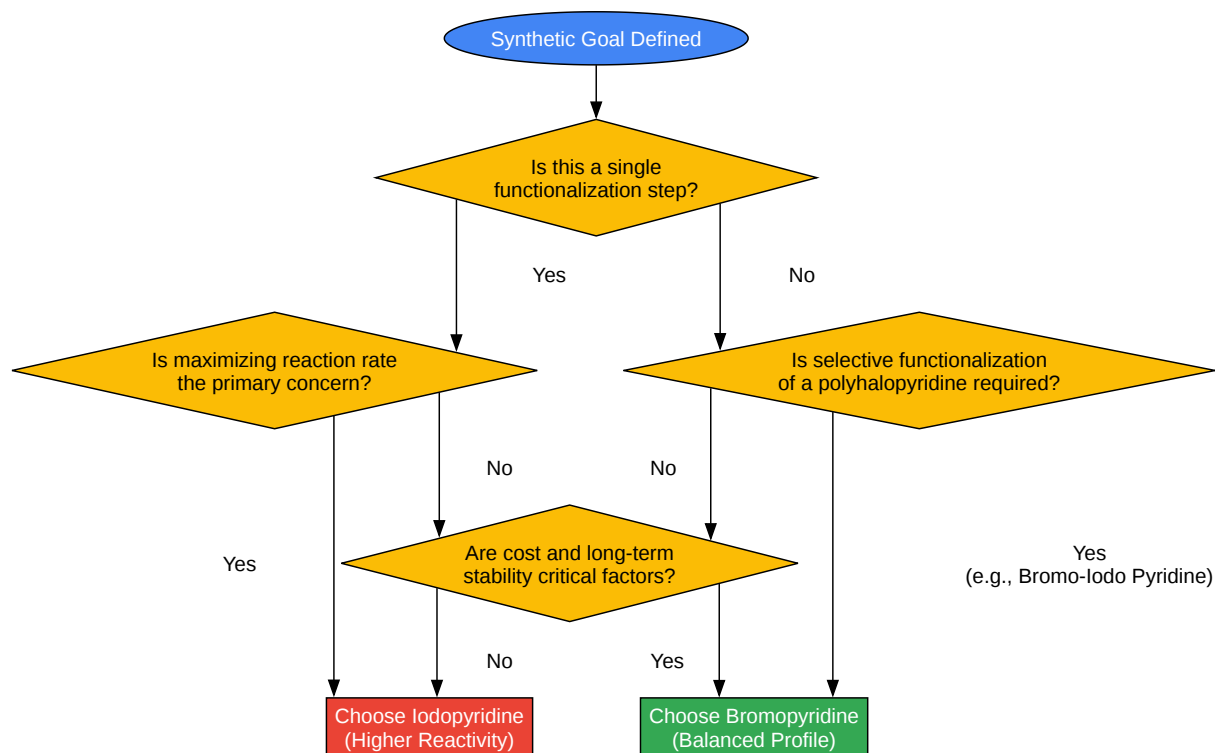 Synthetic Goal Defined
Is this a single
functionalization step?
Yes
No
Is maximizing reaction rate
the primary concern?
Is selective functionalization
of a polyhalopyridine required?
No
No
Yes
Are cost and long-term
stability critical factors?
Yes
(e.g., Bromo-Iodo Pyridine)
No
Yes
Choose Iodopyridine
(Higher Reactivity)
Choose Bromopyridine
(Balanced Profile)